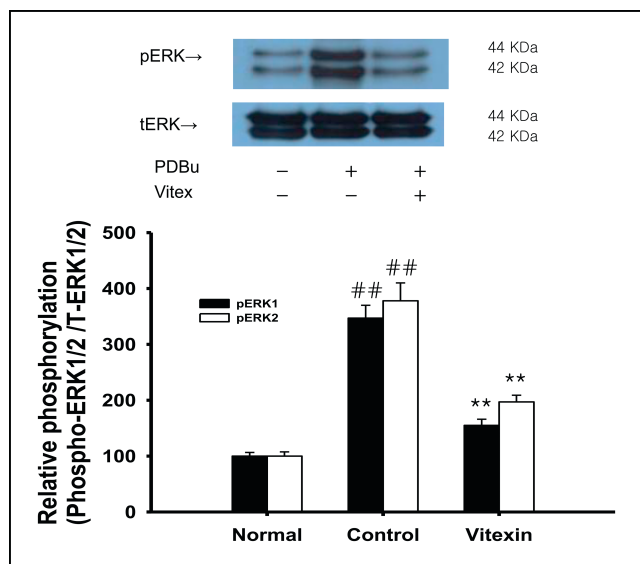 pERK→ 44 KDa
42 KDa
tERK→ 44 KDa
42 KDa
PDBu − + +
Vitex − − +
Relative phosphorylation
(Phospho-ERK1/2 /T-ERK1/2)
500
400
300
200
100
0
pERK1
pERK2
## ##
** **
Normal Control Vitexin